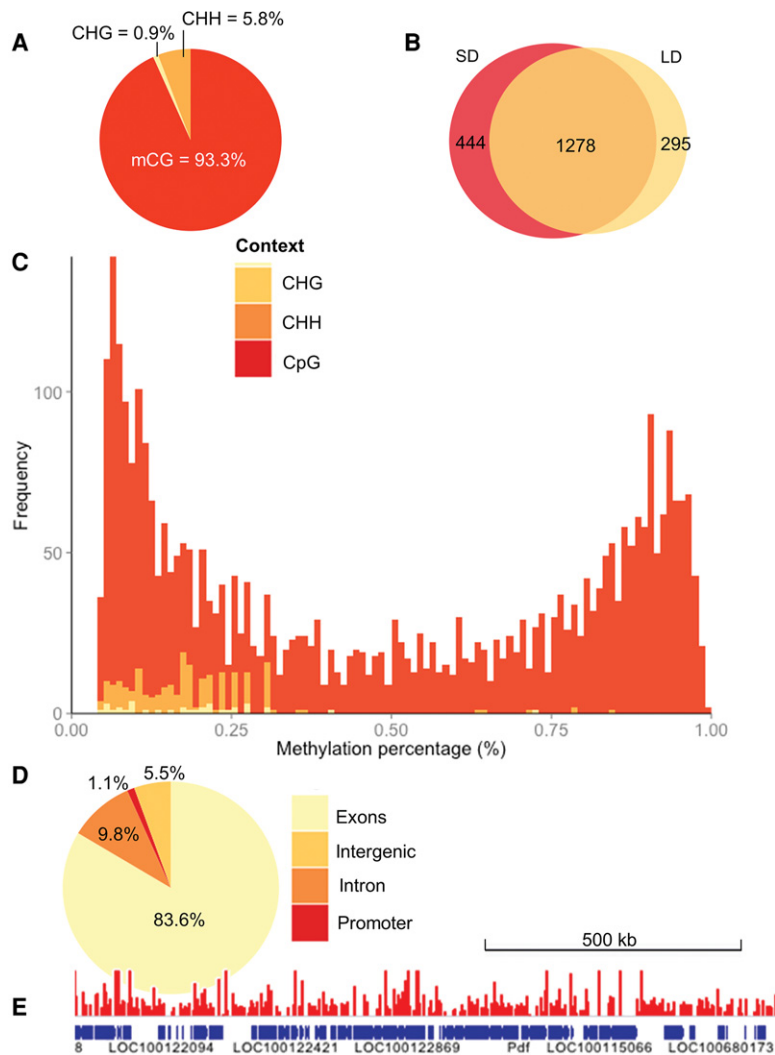 A
CHG = 0.9%
CHH = 5.8%
mCG = 93.3%
B
SD
LD
444
1278
295
C
Context
CHG
CHH
CpG
Frequency
100
50
0
0.00
0.25
0.50
0.75
1.00
Methylation percentage (%)
D
1.1%
5.5%
9.8%
83.6%
Exons
Intergenic
Intron
Promoter
500 kb
E
8
LOC100122094
LOC100122421
LOC100122869
Pdf
LOC100115066
LOC100680173